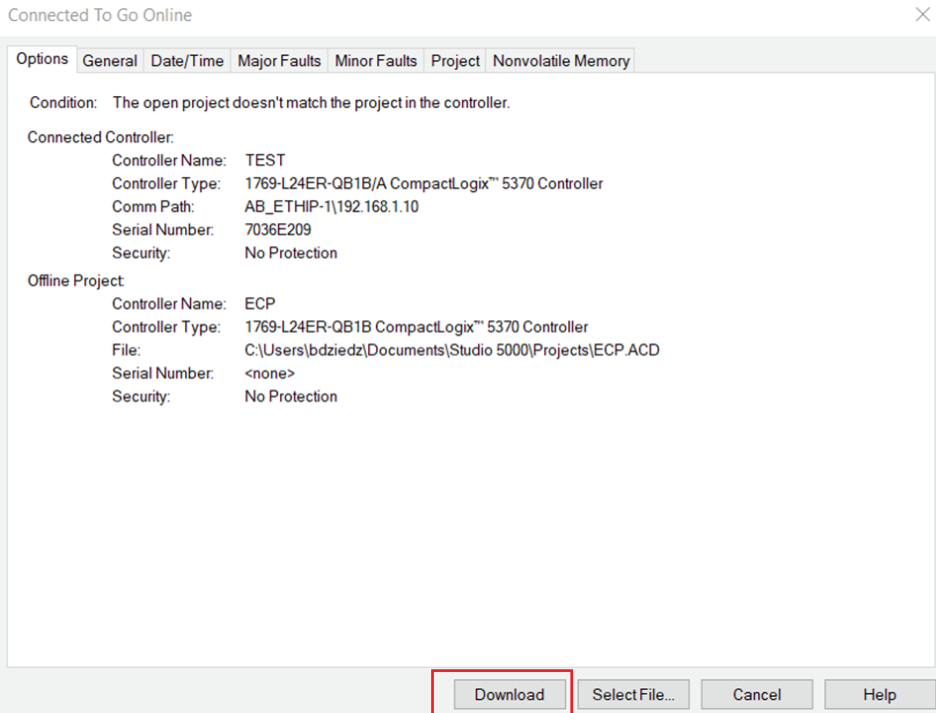 Connected To Go Online
Options General Date/Time Major Faults Minor Faults Project Nonvolatile Memory
Condition: The open project doesn't match the project in the controller.
Connected Controller:
Controller Name: TEST
Controller Type: 1769-L24ER-QB1B/A CompactLogix™ 5370 Controller
Comm Path: AB_ETHIP-1\192.168.1.10
Serial Number: 7036E209
Security: No Protection
Offline Project:
Controller Name: ECP
Controller Type: 1769-L24ER-QB1B CompactLogix™ 5370 Controller
File: C:\Users\bdziedz\Documents\Studio 5000\Projects\ECP.ACD
Serial Number: <none>
Security: No Protection
Download Select File... Cancel Help